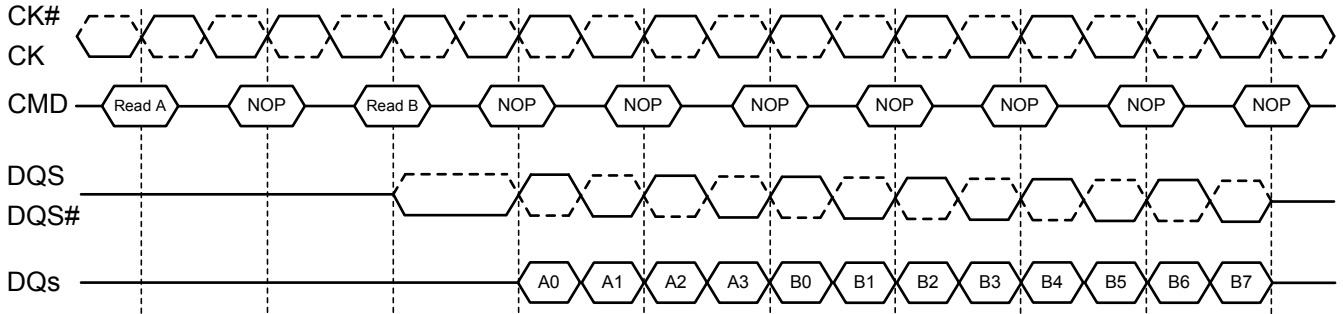 CK#
CK
CMD Read A NOP Read B NOP NOP NOP NOP NOP NOP NOP
DQS
DQS#
DQs A0 A1 A2 A3 B0 B1 B2 B3 B4 B5 B6 B7